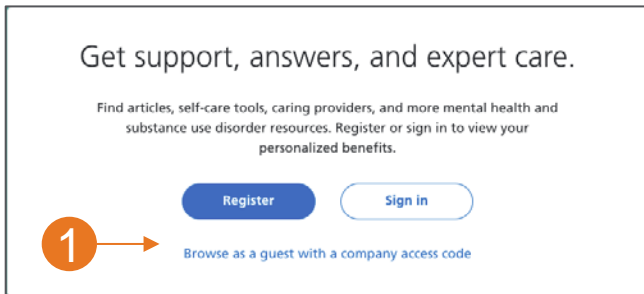 Get support, answers, and expert care.
Find articles, self-care tools, caring providers, and more mental health and
substance use disorder resources. Register or sign in to view your
personalized benefits.
Register Sign in
1
Browse as a guest with a company access code